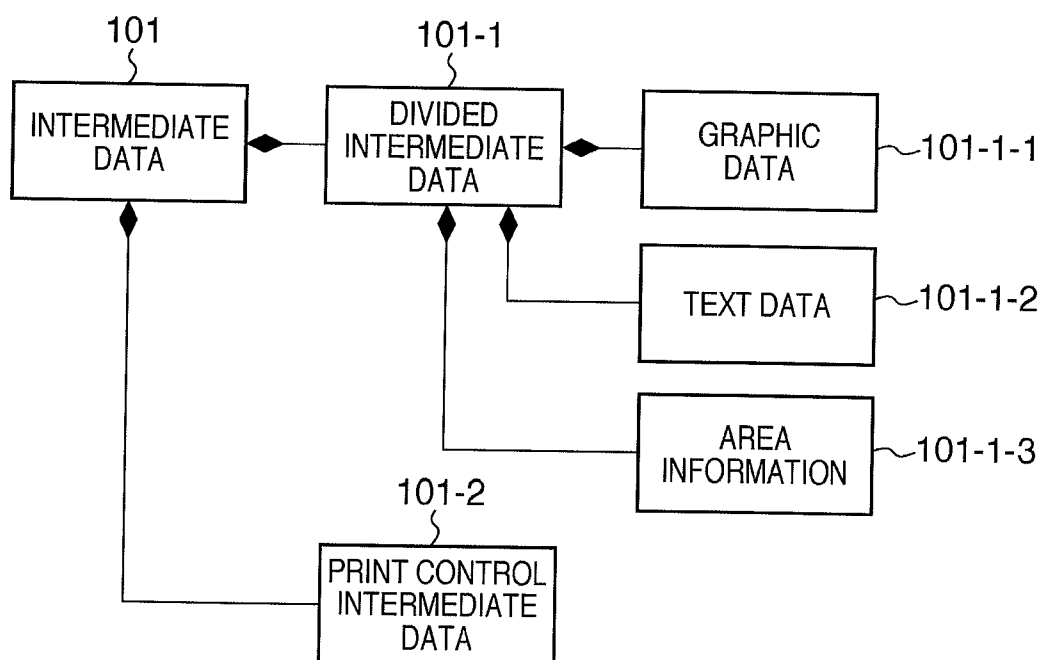 101
INTERMEDIATE
DATA
101-1
DIVIDED
INTERMEDIATE
DATA
GRAPHIC
DATA
101-1-1
TEXT DATA
101-1-2
AREA
INFORMATION
101-1-3
101-2
PRINT CONTROL
INTERMEDIATE
DATA